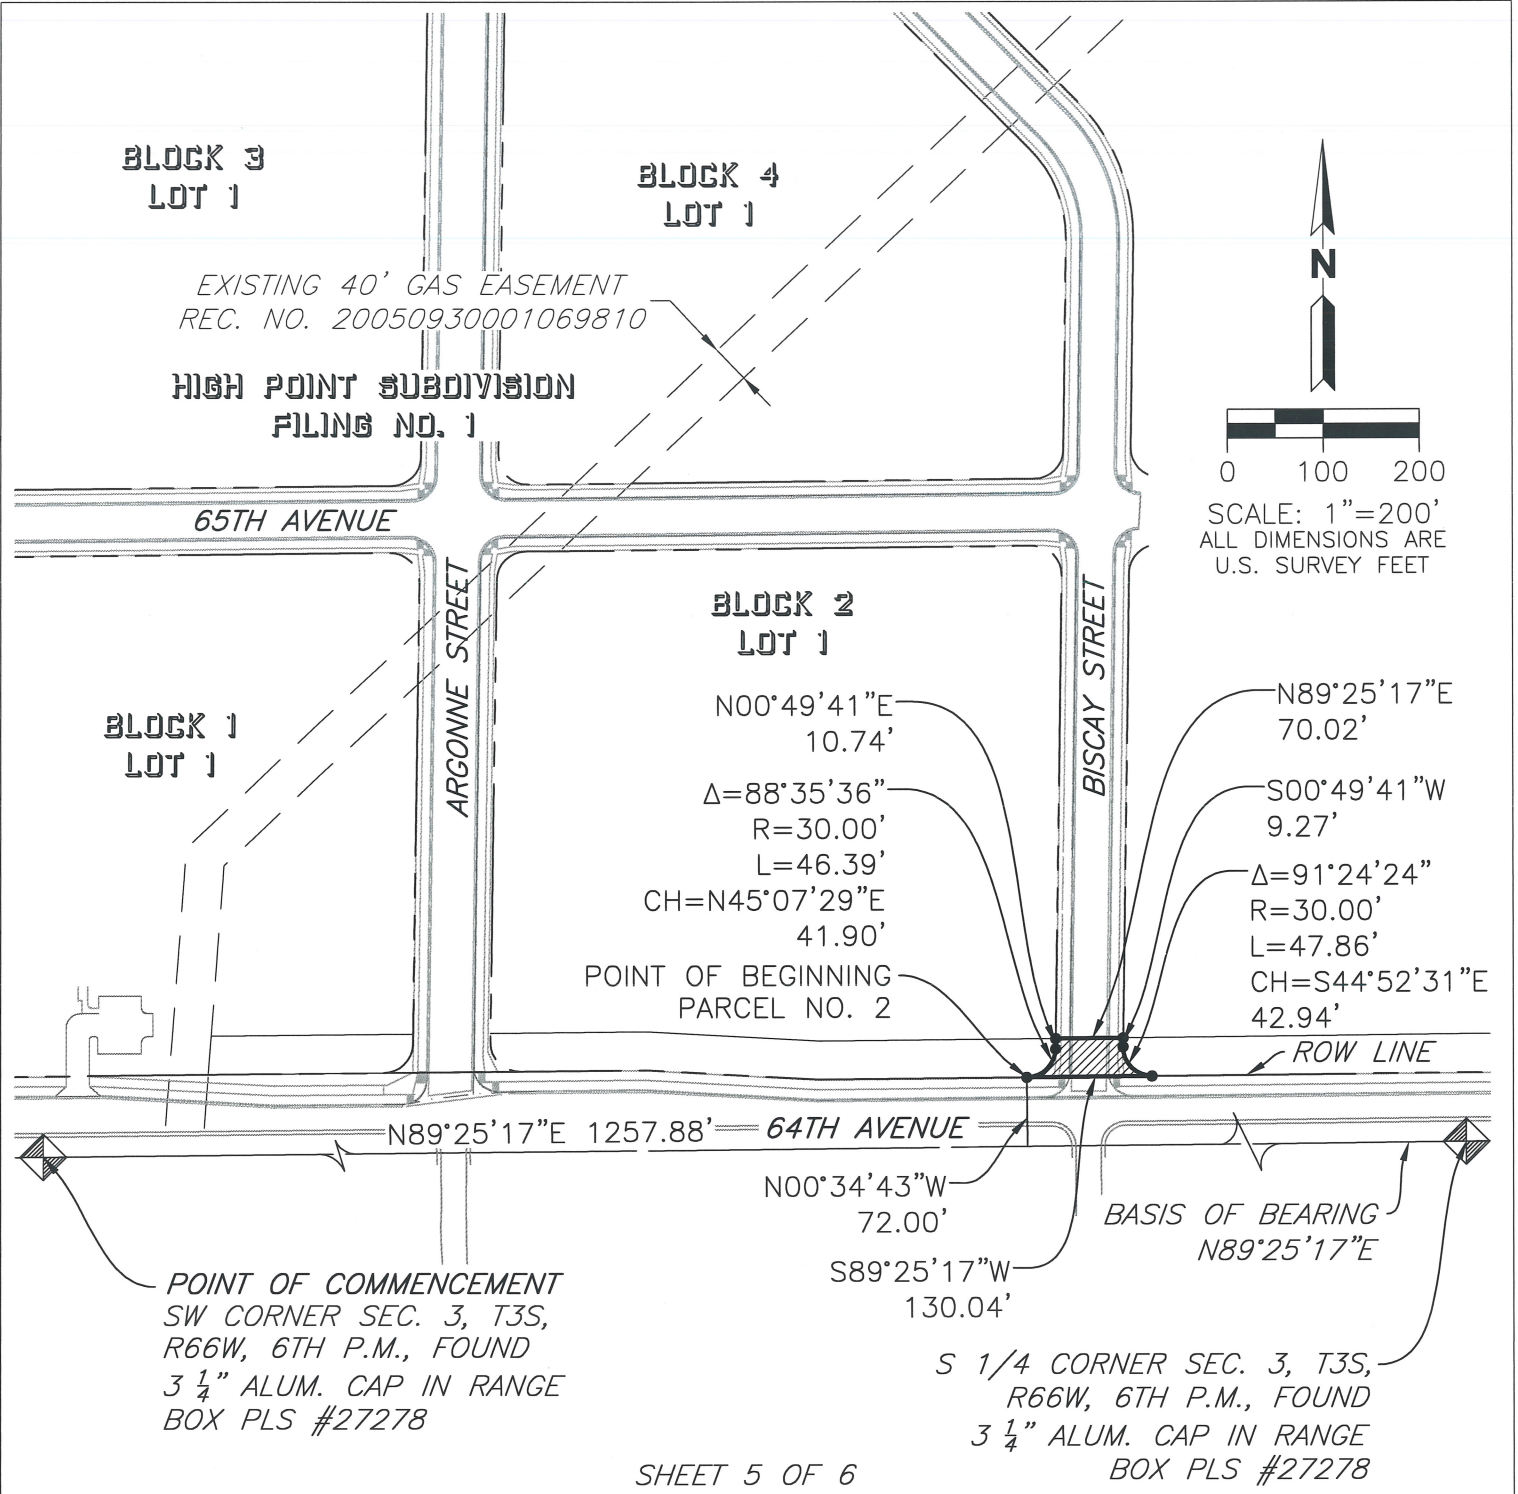 BLOCK 3
LOT 1
BLOCK 4
LOT 1
EXISTING 40' GAS EASEMENT
REC. NO. 20050930001069810
HIGH POINT SUBDIVISION
FILING NO. 1
N
0 100 200
SCALE: 1"=200'
ALL DIMENSIONS ARE
U.S. SURVEY FEET
65TH AVENUE
ARGONNE STREET
BLOCK 2
LOT 1
BISCAY STREET
BLOCK 1
LOT 1
N00°49'41"E
10.74'
Δ=88°35'36"
R=30.00'
L=46.39'
CH=N45°07'29"E
41.90'
POINT OF BEGINNING
PARCEL NO. 2
N89°25'17"E
70.02'
S00°49'41"W
9.27'
Δ=91°24'24"
R=30.00'
L=47.86'
CH=S44°52'31"E
42.94'
ROW LINE
N89°25'17"E 1257.88'
64TH AVENUE
N00°34'43"W
72.00'
S89°25'17"W
130.04'
BASIS OF BEARING
N89°25'17"E
POINT OF COMMENCEMENT
SW CORNER SEC. 3, T3S,
R66W, 6TH P.M., FOUND
3 1/4" ALUM. CAP IN RANGE
BOX PLS #27278
S 1/4 CORNER SEC. 3, T3S,
R66W, 6TH P.M., FOUND
3 1/4" ALUM. CAP IN RANGE
BOX PLS #27278
SHEET 5 OF 6